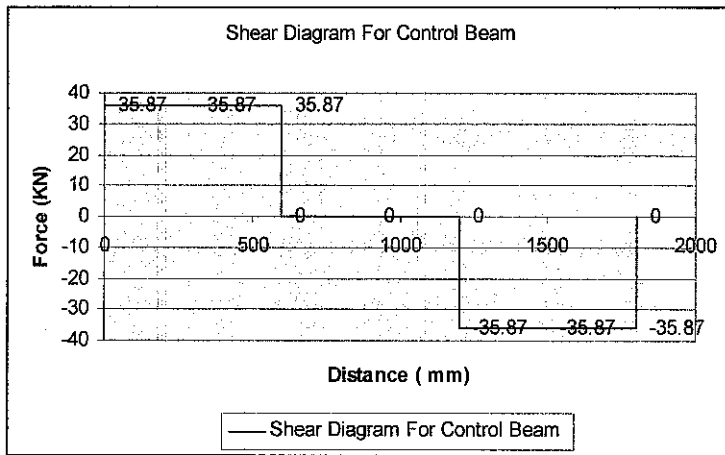 Shear Diagram For Control Beam
40
30
20
10
0
-10
-20
-30
-40
Force (KN)
35.87 35.87 35.87
0 0 0 0
0 500 1000 1500 2000
-35.87 -35.87 -35.87
Distance ( mm)
Shear Diagram For Control Beam